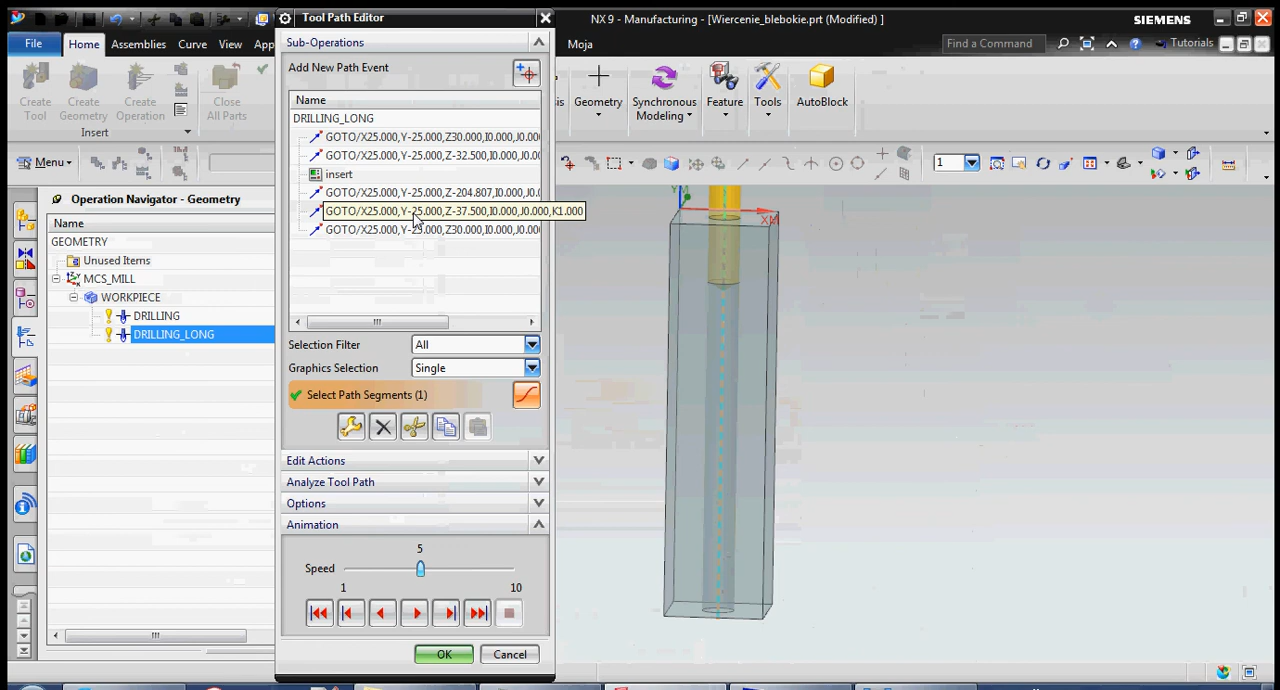 Tool Path Editor
NX 9 - Manufacturing - [Wiercenie_blebokie.prt (Modified) ]
SIEMENS
File
Home
Assemblies
Curve
View
App
Moja
Find a Command
Tutorials
Create Tool
Create Geometry
Create Operation
Close All Parts
Insert
Geometry
Synchronous Modeling
Feature
Tools
AutoBlock
Menu
1
Operation Navigator - Geometry
Name
GEOMETRY
Unused Items
MCS_MILL
WORKPIECE
DRILLING
DRILLING_LONG
Sub-Operations
Add New Path Event
Name
DRILLING_LONG
GOTO/X25.000,Y-25.000,Z30.000,I0.000,J0.000
GOTO/X25.000,Y-25.000,Z-32.500,I0.000,J0.00
insert
GOTO/X25.000,Y-25.000,Z-204.807,I0.000,J0.0
GOTO/X25.000,Y-25.000,Z-37.500,I0.000,J0.000,K1.000
GOTO/X25.000,Y-25.000,Z30.000,I0.000,J0.000
Selection Filter
All
Graphics Selection
Single
Select Path Segments (1)
Edit Actions
Analyze Tool Path
Options
Animation
5
Speed
1
10
OK
Cancel
XM